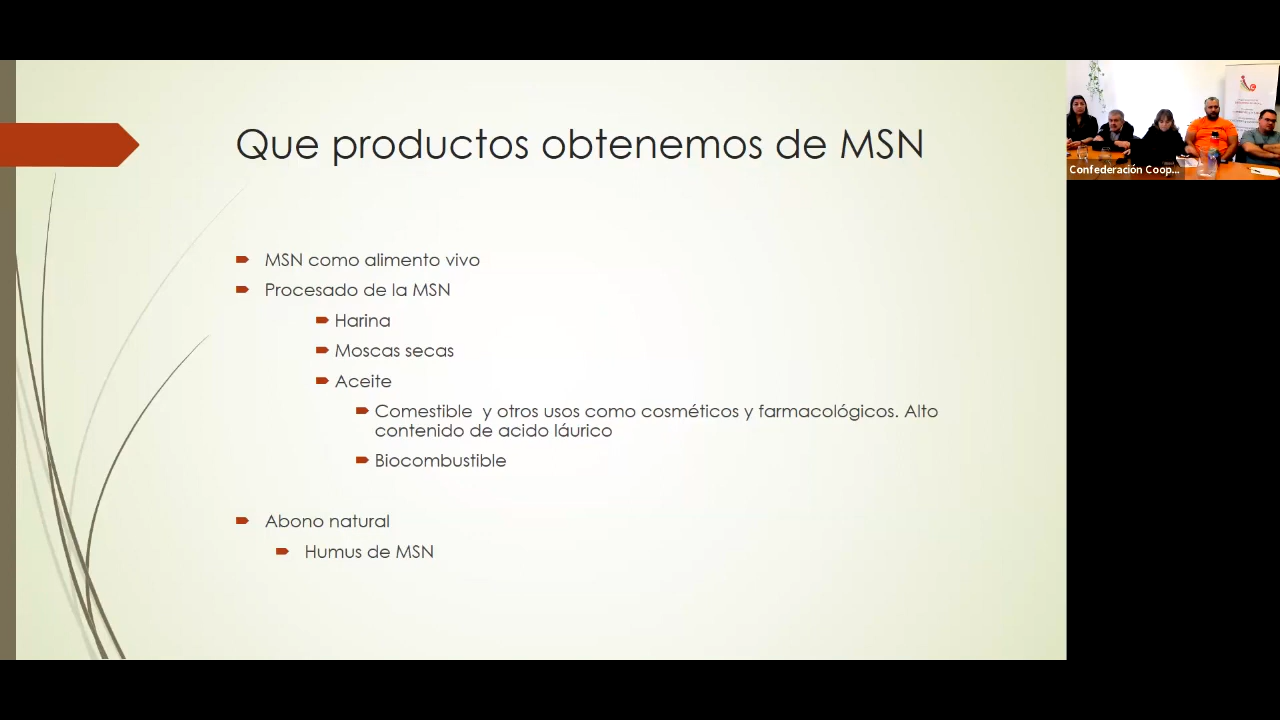 Que productos obtenemos de MSN
MSN como alimento vivo
Procesado de la MSN
Harina
Moscas secas
Aceite
Comestible y otros usos como cosméticos y farmacológicos. Alto
contenido de acido láurico
Biocombustible
Abono natural
Humus de MSN
Confederación Coop...